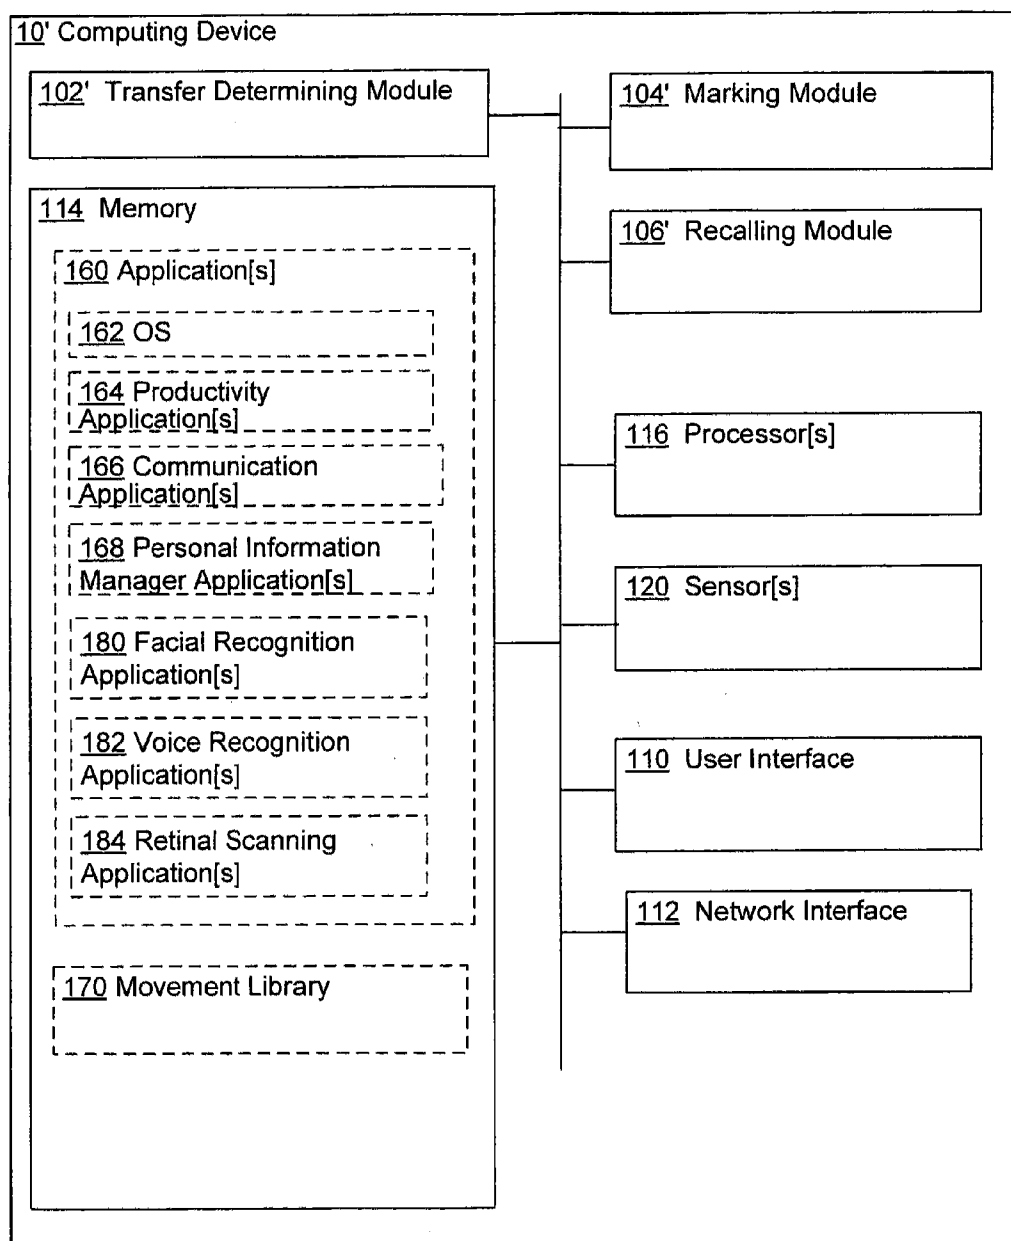 10' Computing Device
102' Transfer Determining Module
104' Marking Module
114 Memory
106' Recalling Module
160 Application[s]
162 OS
164 Productivity
Application[s]
166 Communication
Application[s]
116 Processor[s]
168 Personal Information
Manager Application[s]
120 Sensor[s]
180 Facial Recognition
Application[s]
182 Voice Recognition
Application[s]
110 User Interface
184 Retinal Scanning
Application[s]
112 Network Interface
170 Movement Library